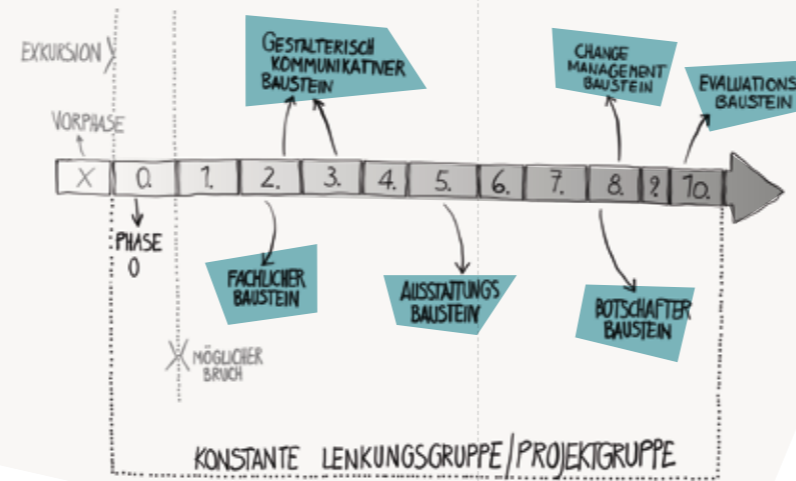 EXKURSION
GESTALTERISCH
KOMMUNIKATIVER
BAUSTEIN
CHANGE
MANAGEMENT
BAUSTEIN
EVALUATIONS
BAUSTEIN
VORPHASE
X 0. 1. 2. 3. 4. 5. 6. 7. 8. 9. 10.
PHASE
0
FACHLICHER
BAUSTEIN
AUSSTATTUNGS
BAUSTEIN
BOTSCHAFTER
BAUSTEIN
MÖGLICHER
BRUCH
KONSTANTE LENKUNGSGRUPPE/PROJEKTGRUPPE